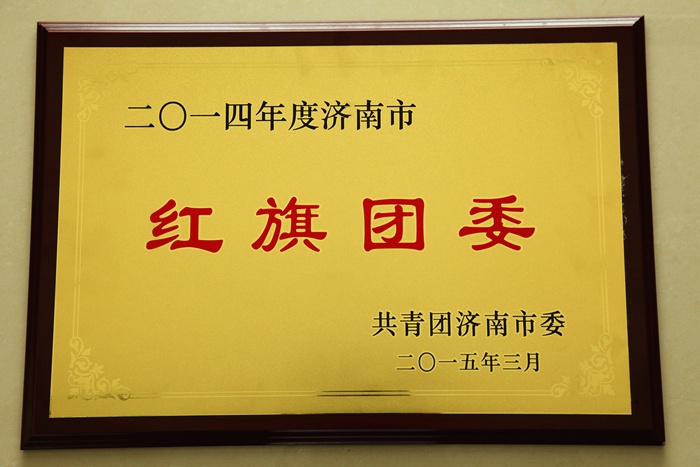 二〇一四年度济南市
红旗团委
共青团济南市委
二〇一五年三月